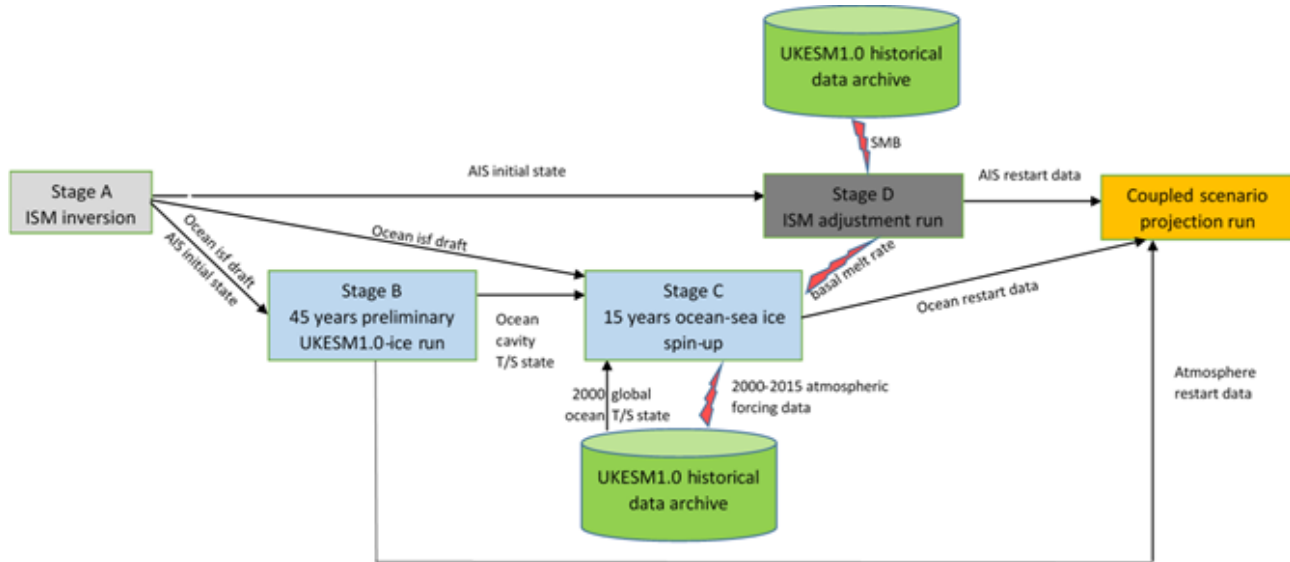 UKESM1.0 historical
data archive
SMB
AIS initial state
AIS restart data
Stage A
ISM inversion
Stage D
ISM adjustment run
Coupled scenario
projection run
Ocean isf draft
Ocean isf draft
AIS initial state
basal melt rate
Stage B
45 years preliminary
UKESM1.0-ice run
Ocean
cavity
T/S state
Stage C
15 years ocean-sea ice
spin-up
Ocean restart data
2000 global
ocean T/S state
2000-2015 atmospheric
forcing data
Atmosphere
restart data
UKESM1.0 historical
data archive